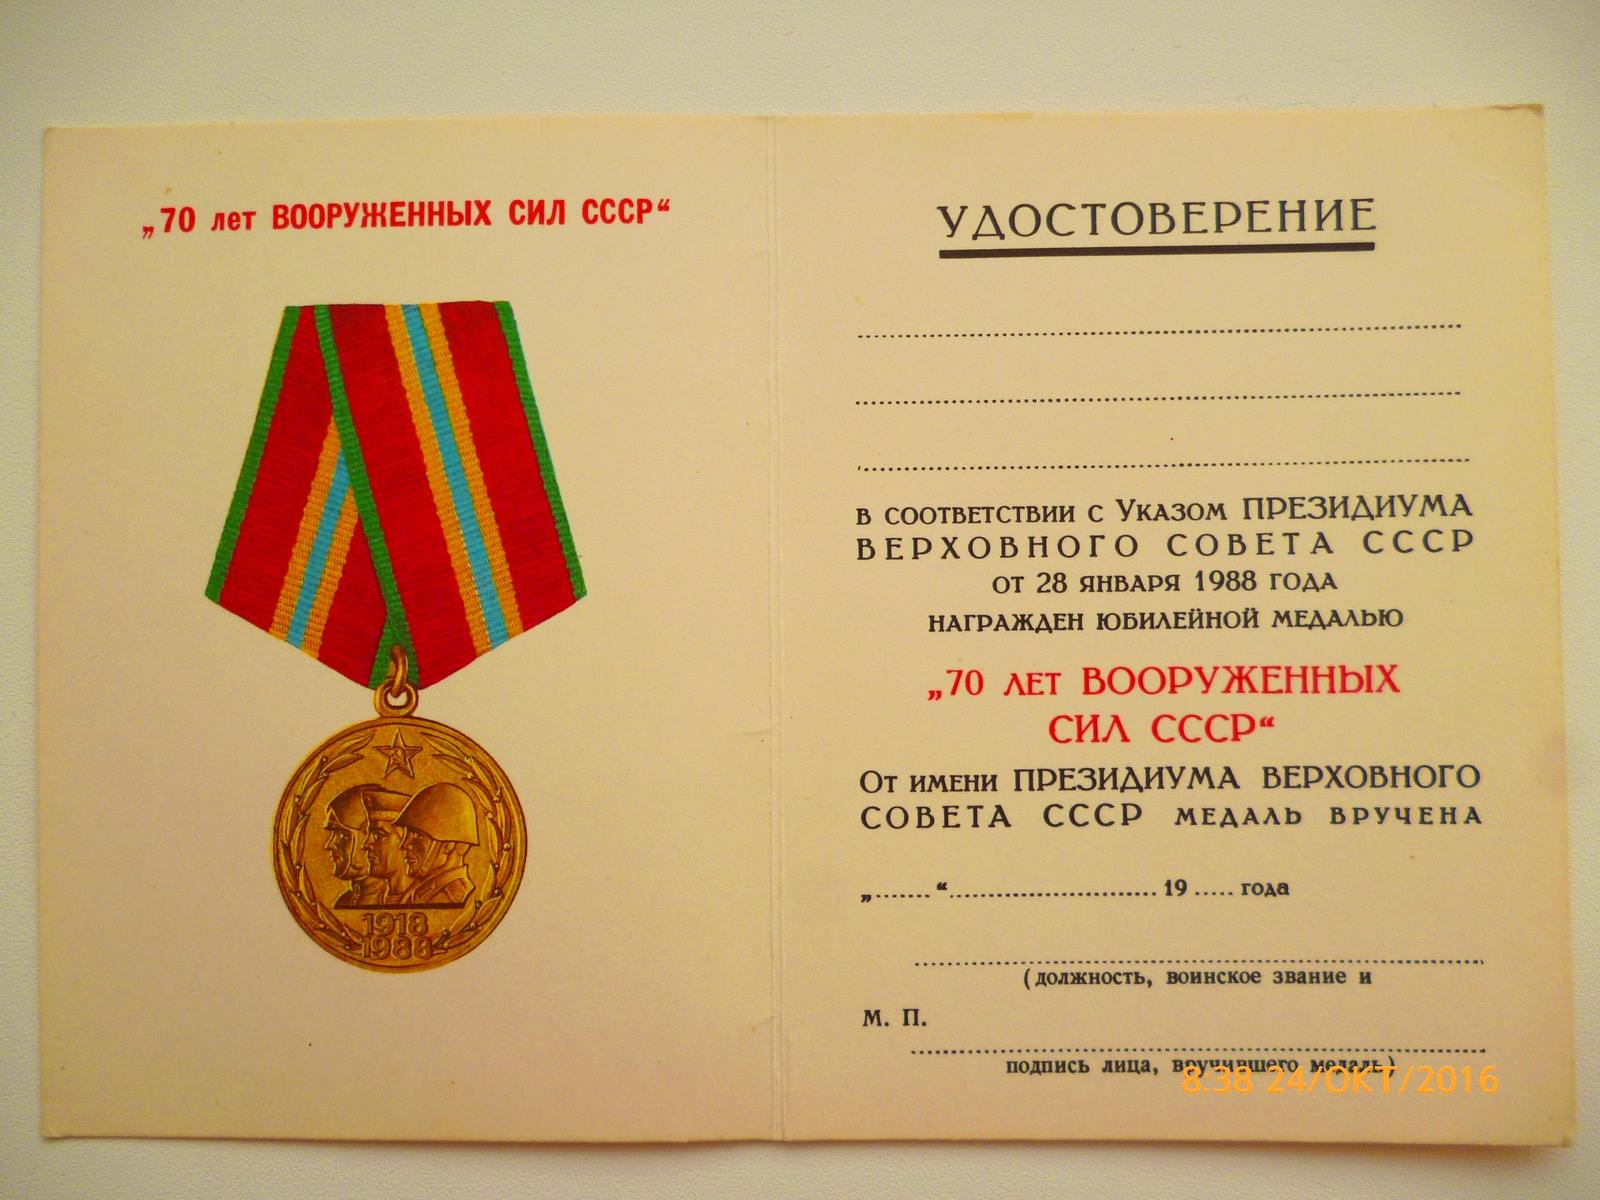 „70 лет ВООРУЖЕННЫХ СИЛ СССР“
1918
1988
УДОСТОВЕРЕНИЕ
в соответствии с Указом ПРЕЗИДИУМА
ВЕРХОВНОГО СОВЕТА СССР
от 28 января 1988 года
награжден юбилейной медалью
„70 лет ВООРУЖЕННЫХ
СИЛ СССР“
От имени ПРЕЗИДИУМА ВЕРХОВНОГО
СОВЕТА СССР медаль вручена
„.......“.............................. 19 ..... года
(должность, воинское звание и
М. П.
подпись лица, вручившего медаль)
8:38 24/ОКТ/2016